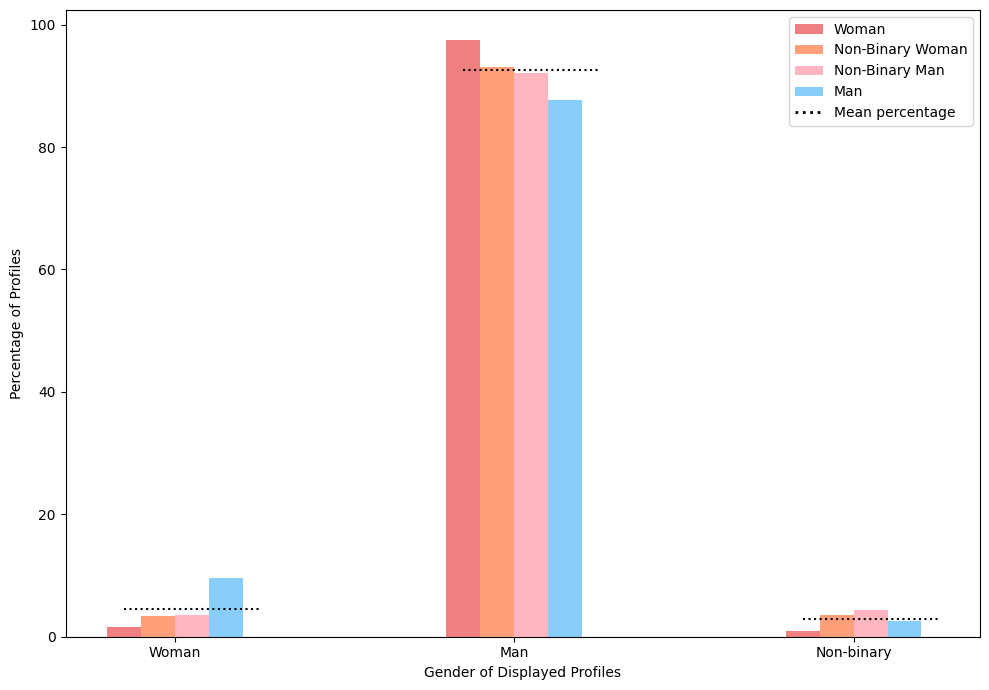 100
80
60
40
20
0
Percentage of Profiles
Woman
Non-Binary Woman
Non-Binary Man
Man
Mean percentage
Woman
Man
Non-binary
Gender of Displayed Profiles